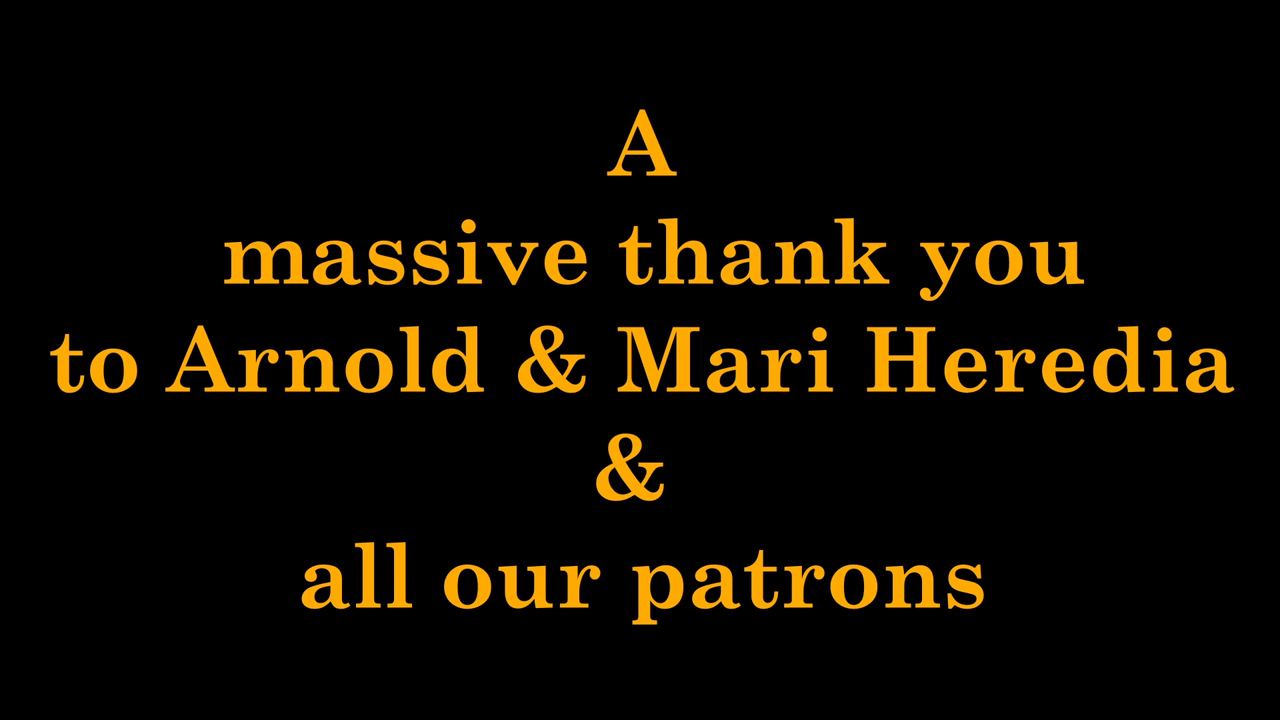 A
massive thank you
to Arnold & Mari Heredia
&
all our patrons